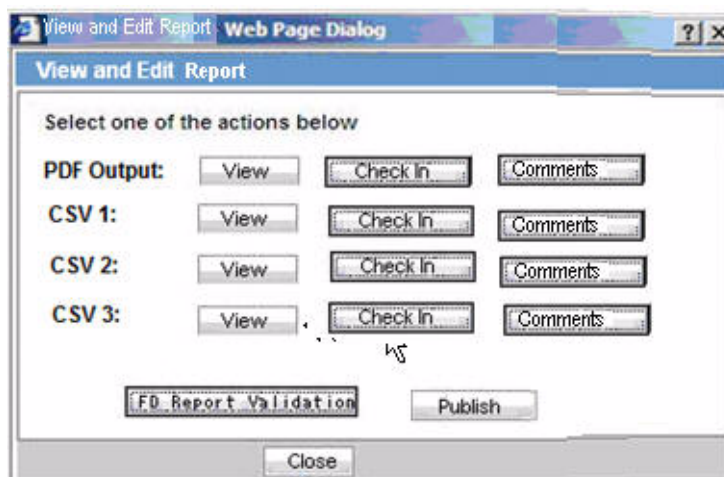 View and Edit Report Web Page Dialog ? X
View and Edit Report
Select one of the actions below
PDF Output: View Check In Comments
CSV 1: View Check In Comments
CSV 2: View Check In Comments
CSV 3: View Check In Comments
FD Report Validation Publish
Close